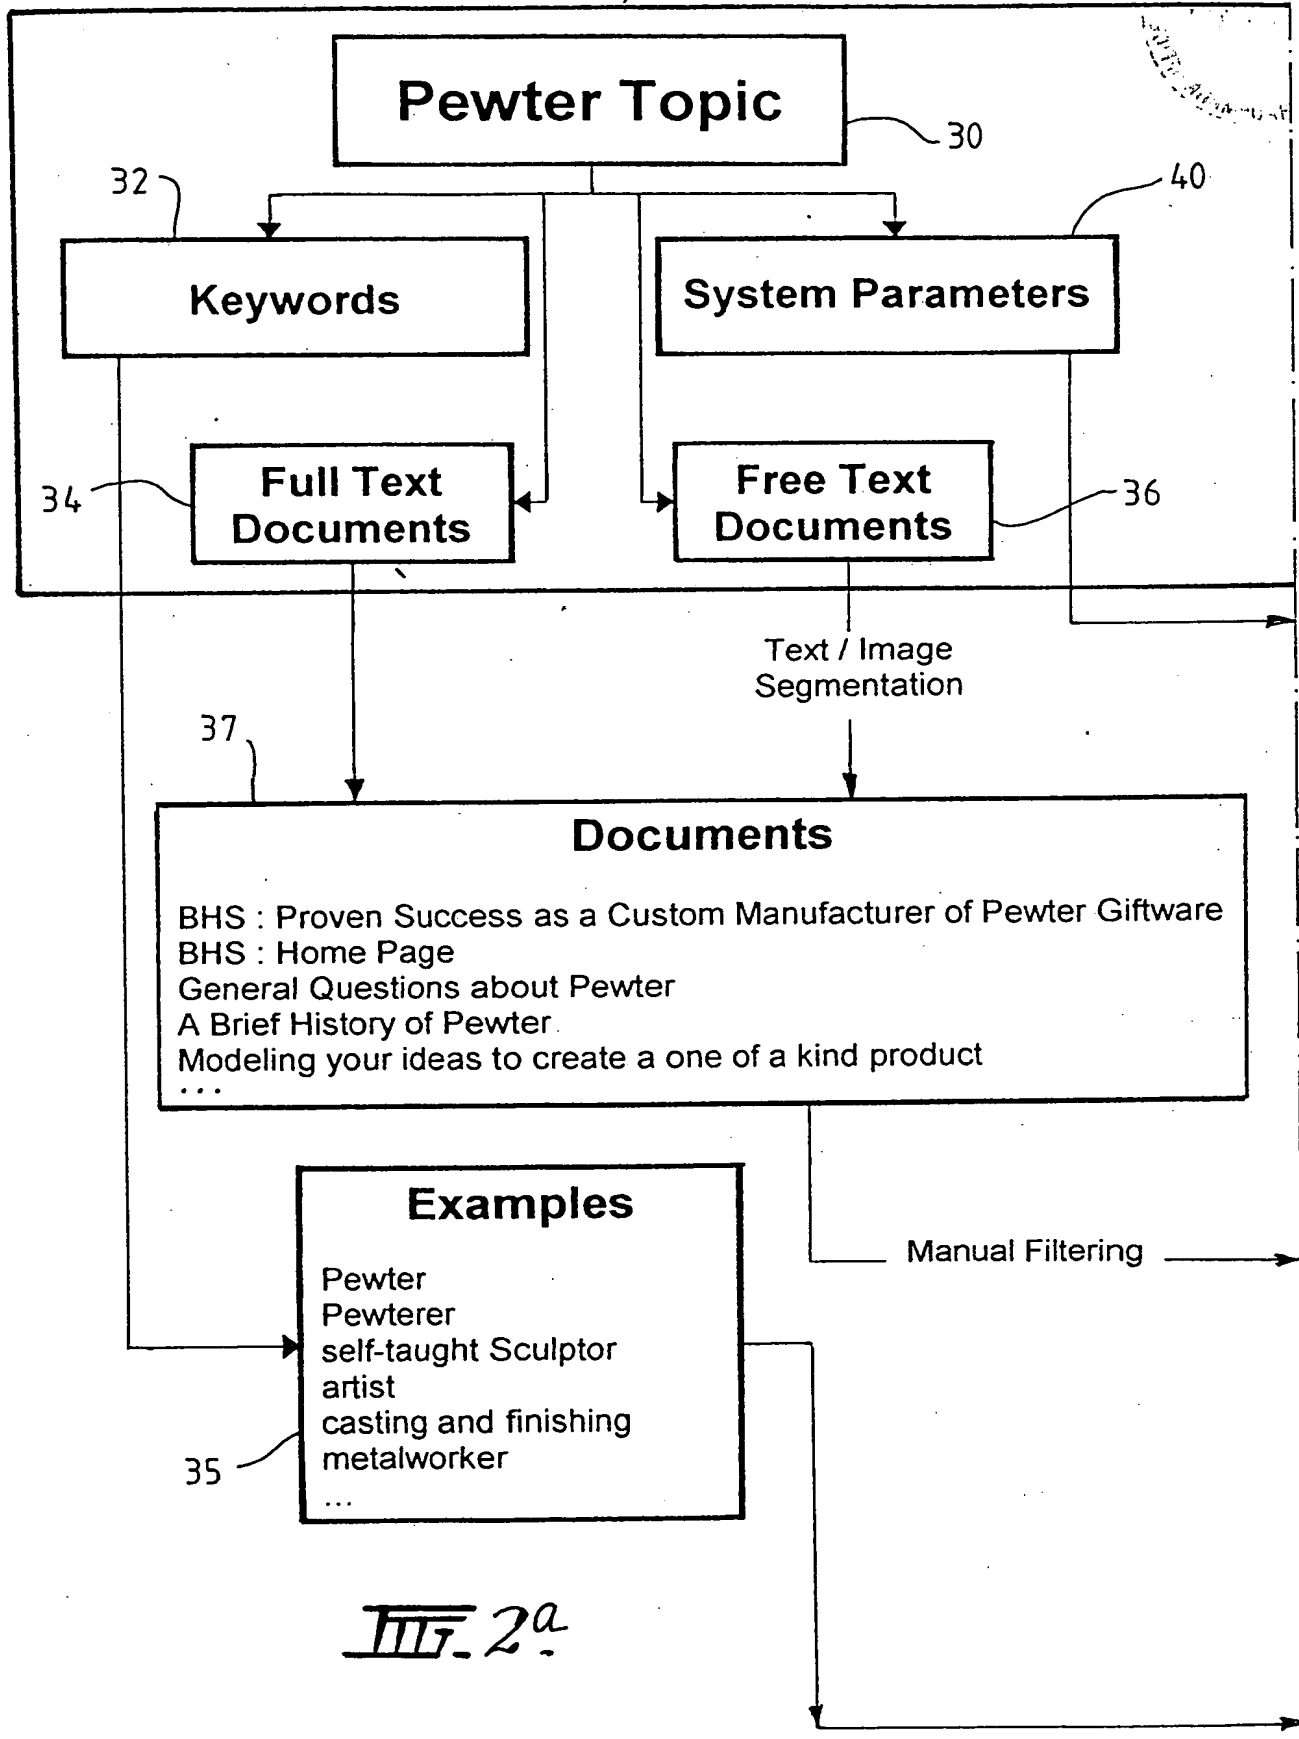 Pewter Topic
30
32
40
Keywords
System Parameters
34
Full Text
Documents
Free Text
Documents
36
Text / Image
Segmentation
37
Documents
BHS : Proven Success as a Custom Manufacturer of Pewter Giftware
BHS : Home Page
General Questions about Pewter
A Brief History of Pewter
Modeling your ideas to create a one of a kind product
...
Examples
Manual Filtering
Pewter
Pewterer
self-taught Sculptor
artist
casting and finishing
metalworker
...
35
FIG. 2a